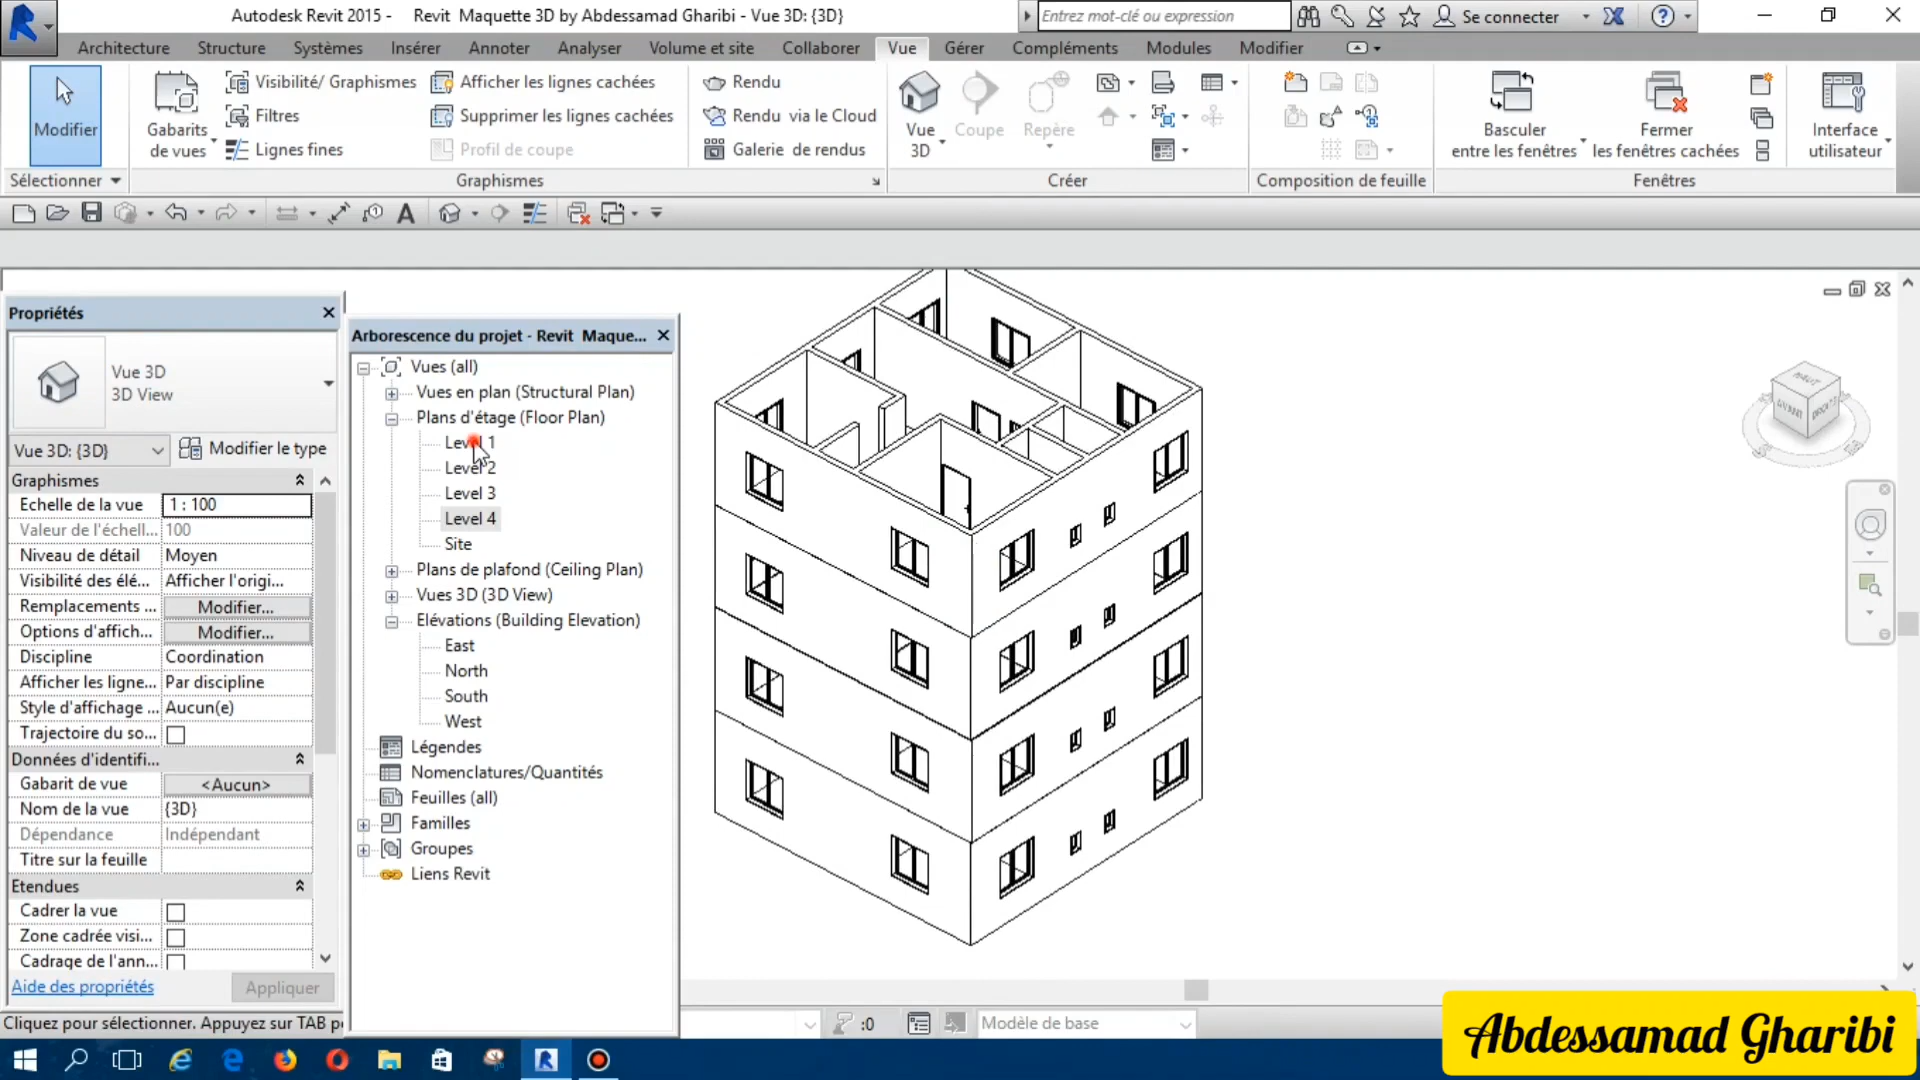 Autodesk Revit 2015 - Revit Maquette 3D by Abdessamad Gharibi - Vue 3D: {3D}
Entrez mot-clé ou expression
Se connecter
Architecture Structure Systèmes Insérer Annoter Analyser Volume et site Collaborer Vue Gérer Compléments Modules Modifier
Modifier
Gabarits de vues
Visibilité/ Graphismes
Filtres
Lignes fines
Afficher les lignes cachées
Supprimer les lignes cachées
Profil de coupe
Rendu
Rendu via le Cloud
Galerie de rendus
Vue 3D
Coupe
Repère
Basculer entre les fenêtres
Fermer les fenêtres cachées
Interface utilisateur
Sélectionner
Graphismes
Créer
Composition de feuille
Fenêtres
Propriétés
Vue 3D
3D View
Vue 3D: {3D}
Modifier le type
Graphismes
Echelle de la vue 1 : 100
Valeur de l'échell... 100
Niveau de détail Moyen
Visibilité des élé... Afficher l'origi...
Remplacements ... Modifier...
Options d'affich... Modifier...
Discipline Coordination
Afficher les ligne... Par discipline
Style d'affichage ... Aucun(e)
Trajectoire du so...
Données d'identifi...
Gabarit de vue <Aucun>
Nom de la vue {3D}
Dépendance Indépendant
Titre sur la feuille
Etendues
Cadrer la vue
Zone cadrée visi...
Cadrage de l'ann...
Aide des propriétés
Appliquer
Arborescence du projet - Revit Maque...
Vues (all)
Vues en plan (Structural Plan)
Plans d'étage (Floor Plan)
Level 1
Level 2
Level 3
Level 4
Site
Plans de plafond (Ceiling Plan)
Vues 3D (3D View)
Elévations (Building Elevation)
East
North
South
West
Légendes
Nomenclatures/Quantités
Feuilles (all)
Familles
Groupes
Liens Revit
HAUT
Cliquez pour sélectionner. Appuyez sur TAB p
:0
Modèle de base
Abdessamad Gharibi